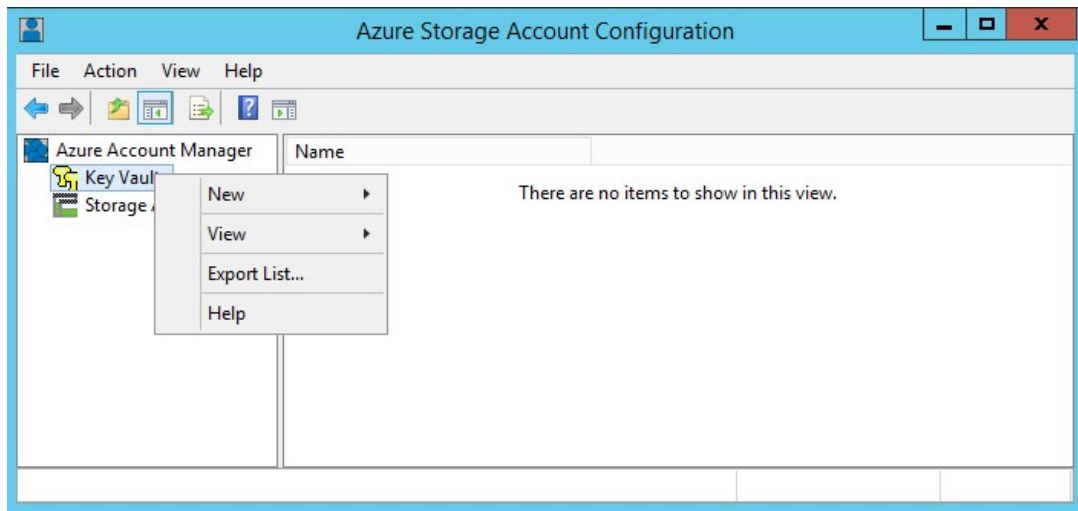 Azure Storage Account Configuration
File Action View Help
Azure Account Manager
Name
Key Vault
There are no items to show in this view.
Storage
New
View
Export List...
Help